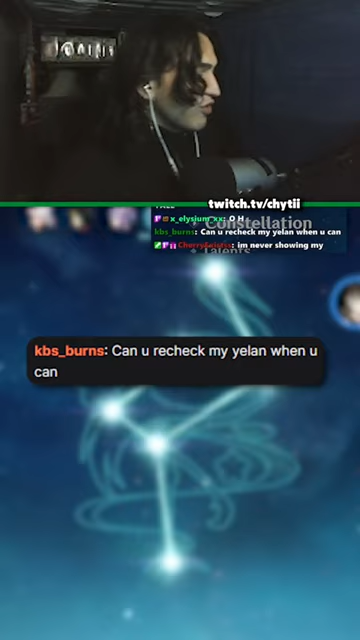 twitch.tv/chytii
x_elysium_xx: O H
Constellation
kbs_burns: Can u recheck my yelan when u can
im never showing my
Talents
kbs_burns: Can u recheck my yelan when u
can